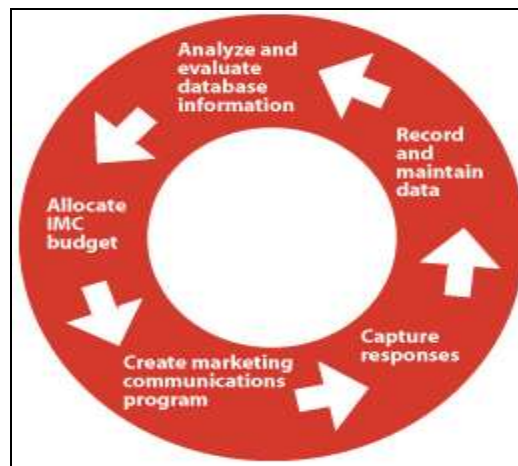 Analyze and
evaluate
database
information
Record
and
maintain
data
Allocate
IMC
budget
Capture
responses
Create marketing
communications
program